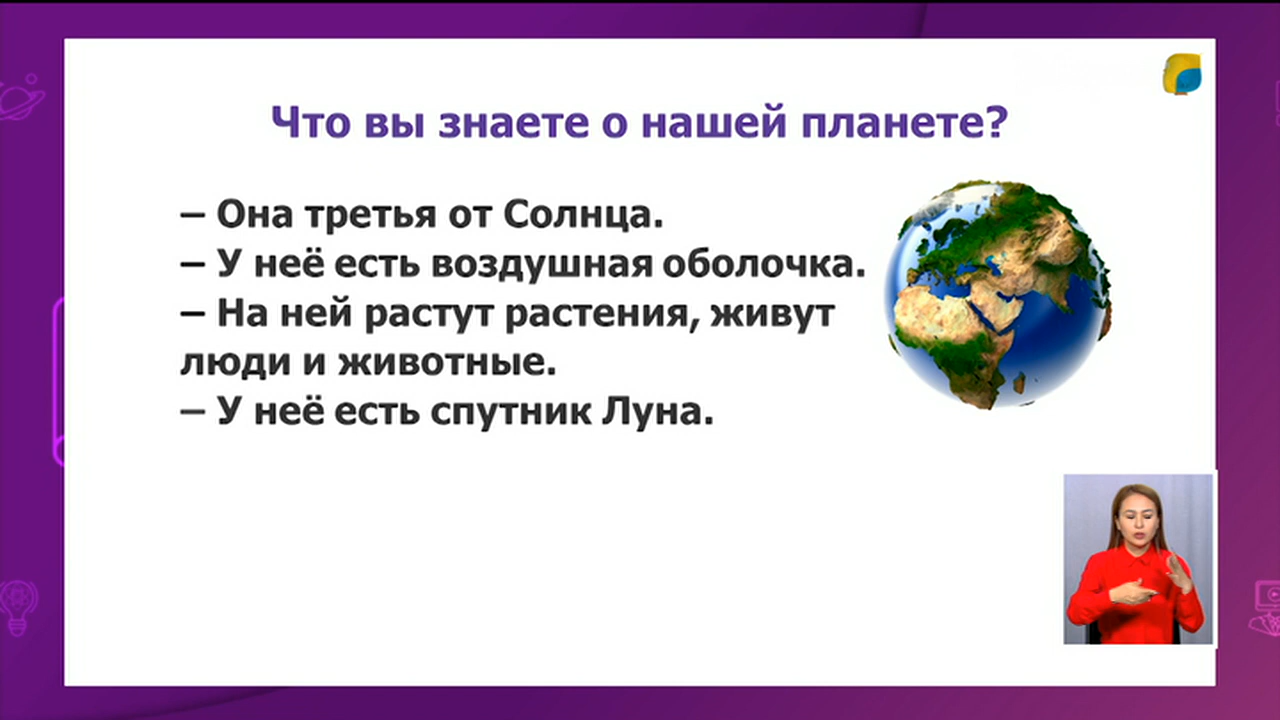 Что вы знаете о нашей планете?
– Она третья от Солнца.
– У неё есть воздушная оболочка.
– На ней растут растения, живут
люди и животные.
– У неё есть спутник Луна.